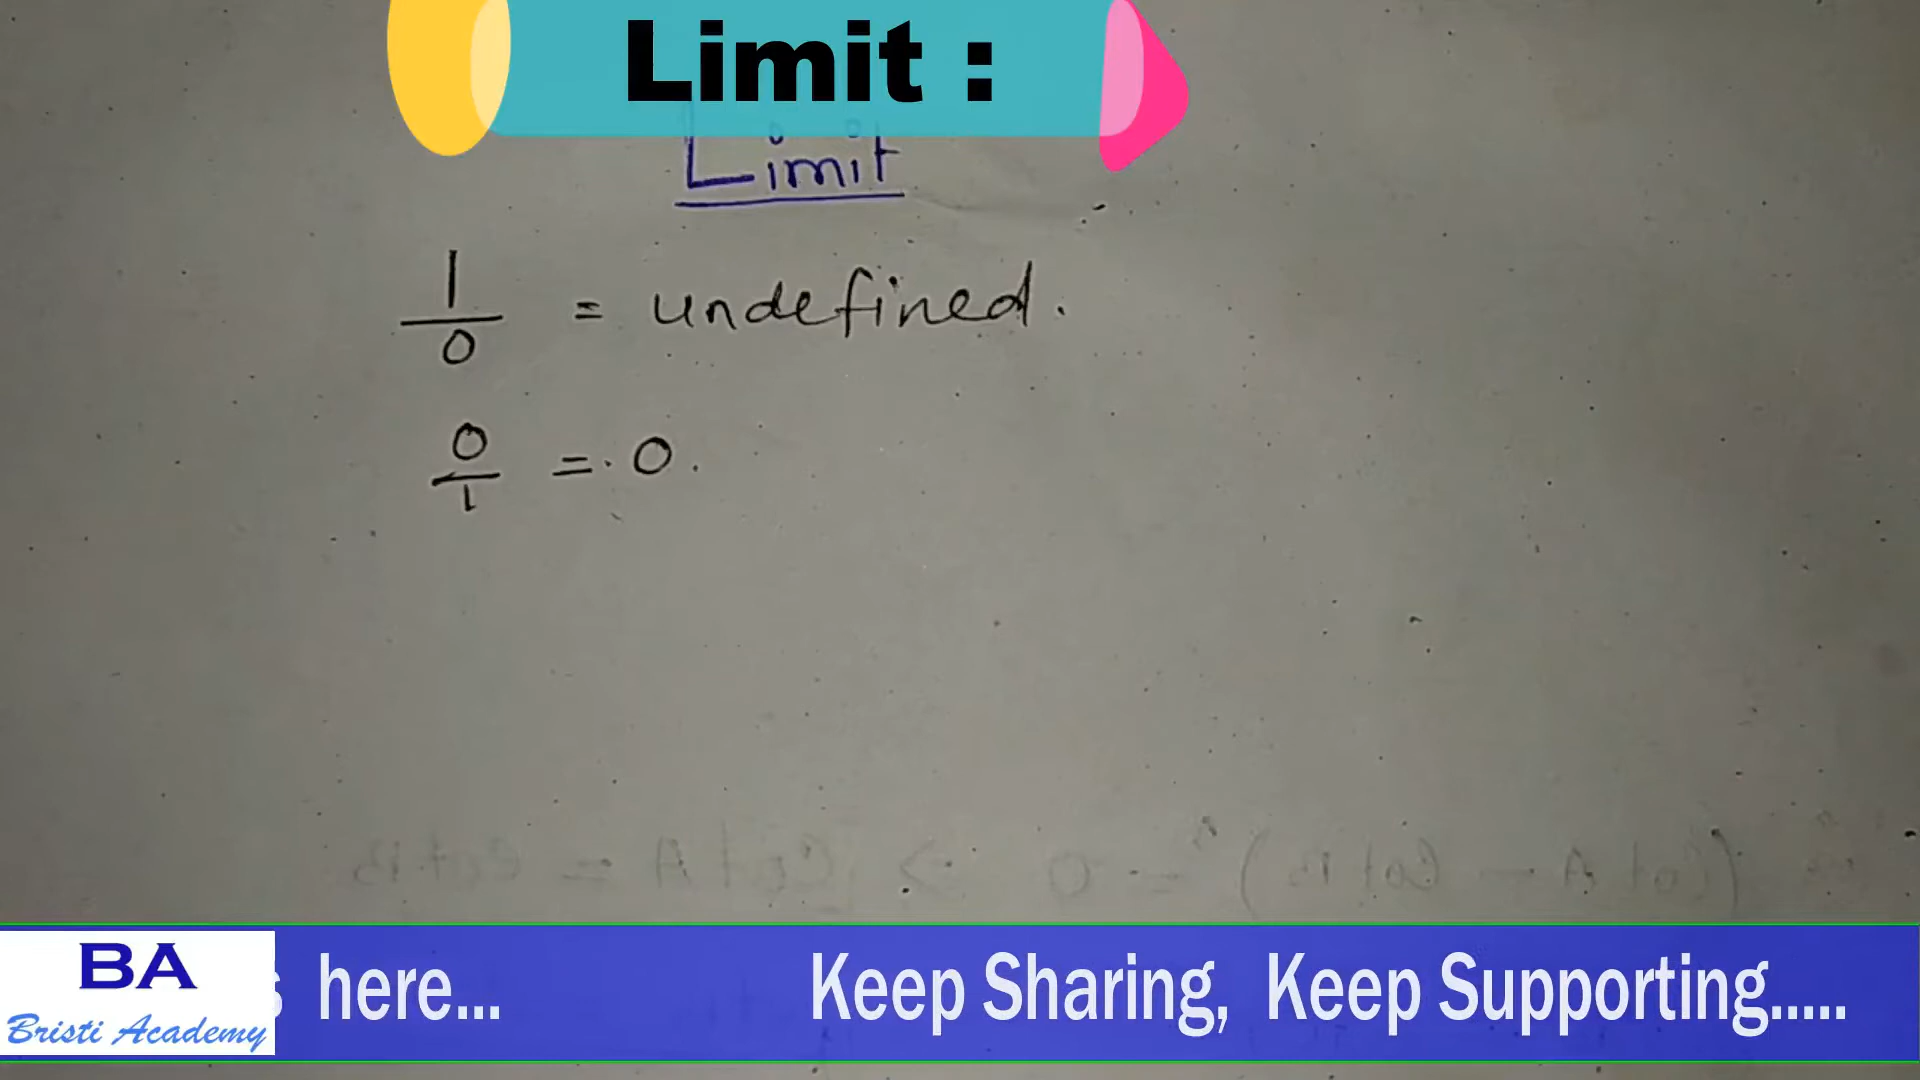 Limit :
Limit
1/0 = undefined.
0/1 = 0.
BA
Bristi Academy
here... Keep Sharing, Keep Supporting.....